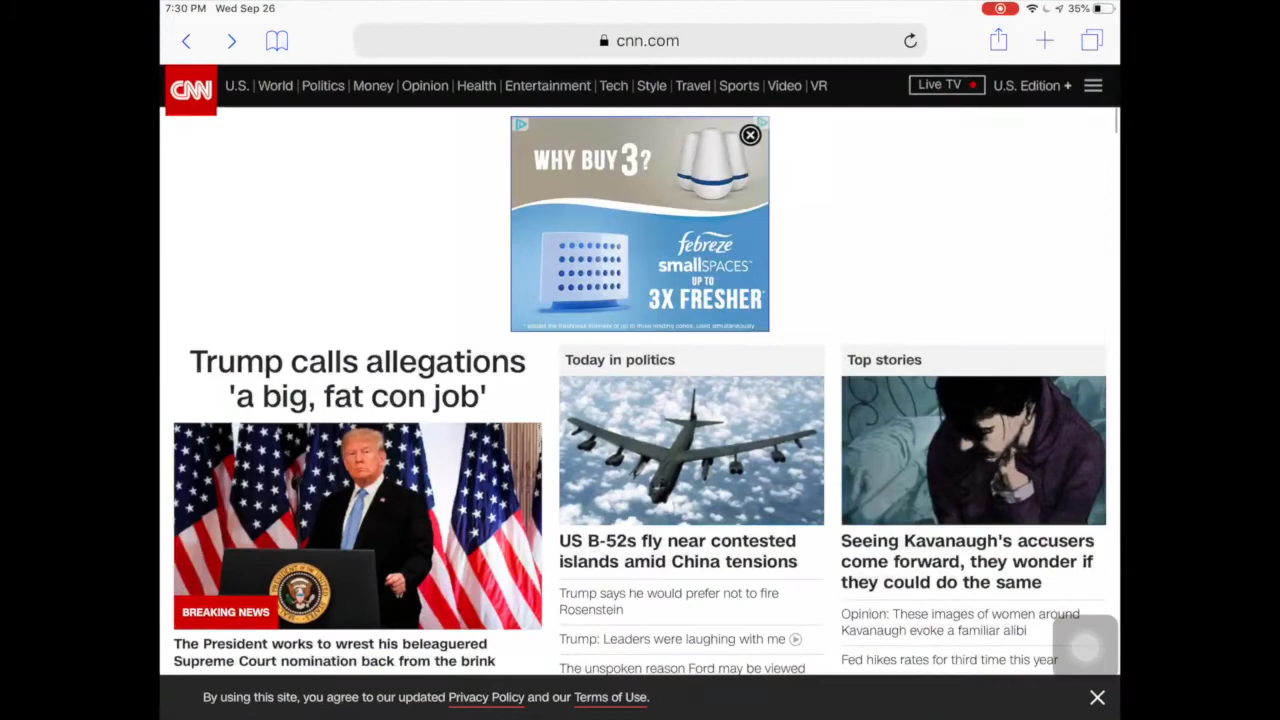 7:30 PM Wed Sep 26
35%
cnn.com
CNN
U.S. | World | Politics | Money | Opinion | Health | Entertainment | Tech | Style | Travel | Sports | Video | VR
Live TV
U.S. Edition +
WHY BUY 3?
febreze
smallSPACES™
UP TO
3X FRESHER*
Trump calls allegations
'a big, fat con job'
BREAKING NEWS
The President works to wrest his beleaguered
Supreme Court nomination back from the brink
Today in politics
US B-52s fly near contested
islands amid China tensions
Trump says he would prefer not to fire
Rosenstein
Trump: Leaders were laughing with me
The unspoken reason Ford may be viewed
Top stories
Seeing Kavanaugh's accusers
come forward, they wonder if
they could do the same
Opinion: These images of women around
Kavanaugh evoke a familiar alibi
Fed hikes rates for third time this year
By using this site, you agree to our updated Privacy Policy and our Terms of Use.